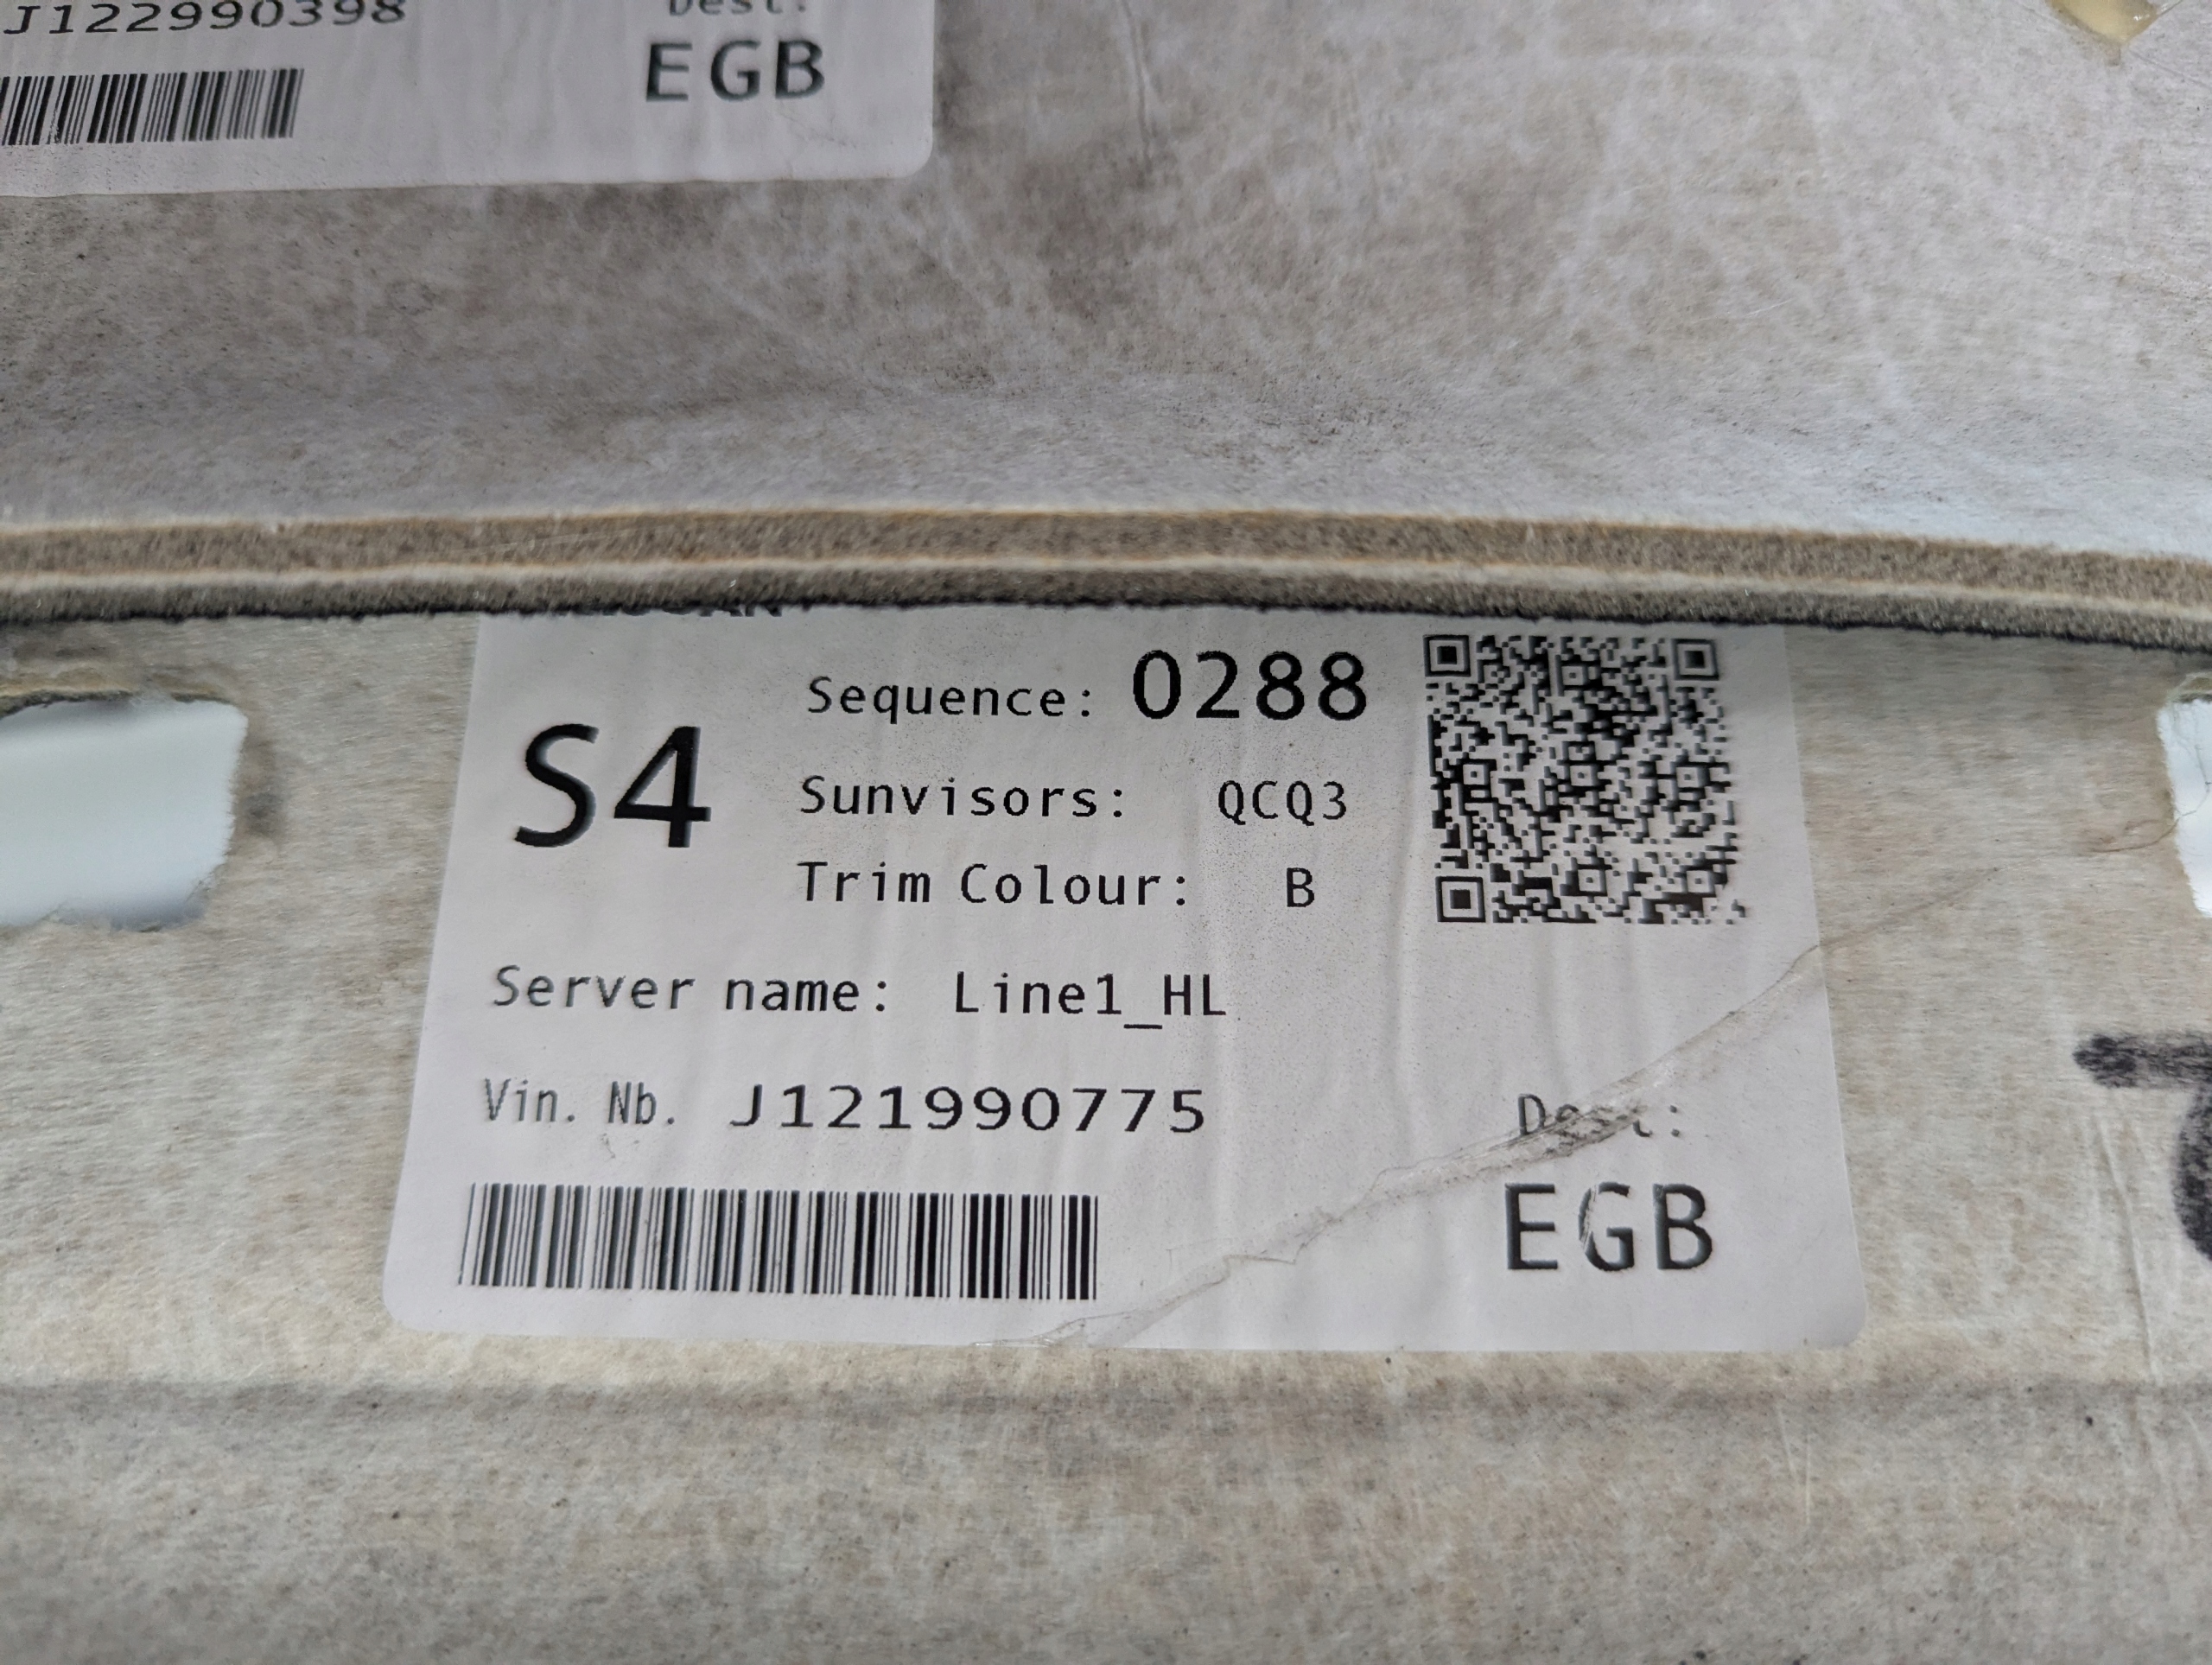 J122990398
Dest:
EGB
Sequence: 0288
S4
Sunvisors: QCQ3
Trim Colour: B
Server name: Line1_HL
Vin. Nb. J121990775
Dest:
EGB